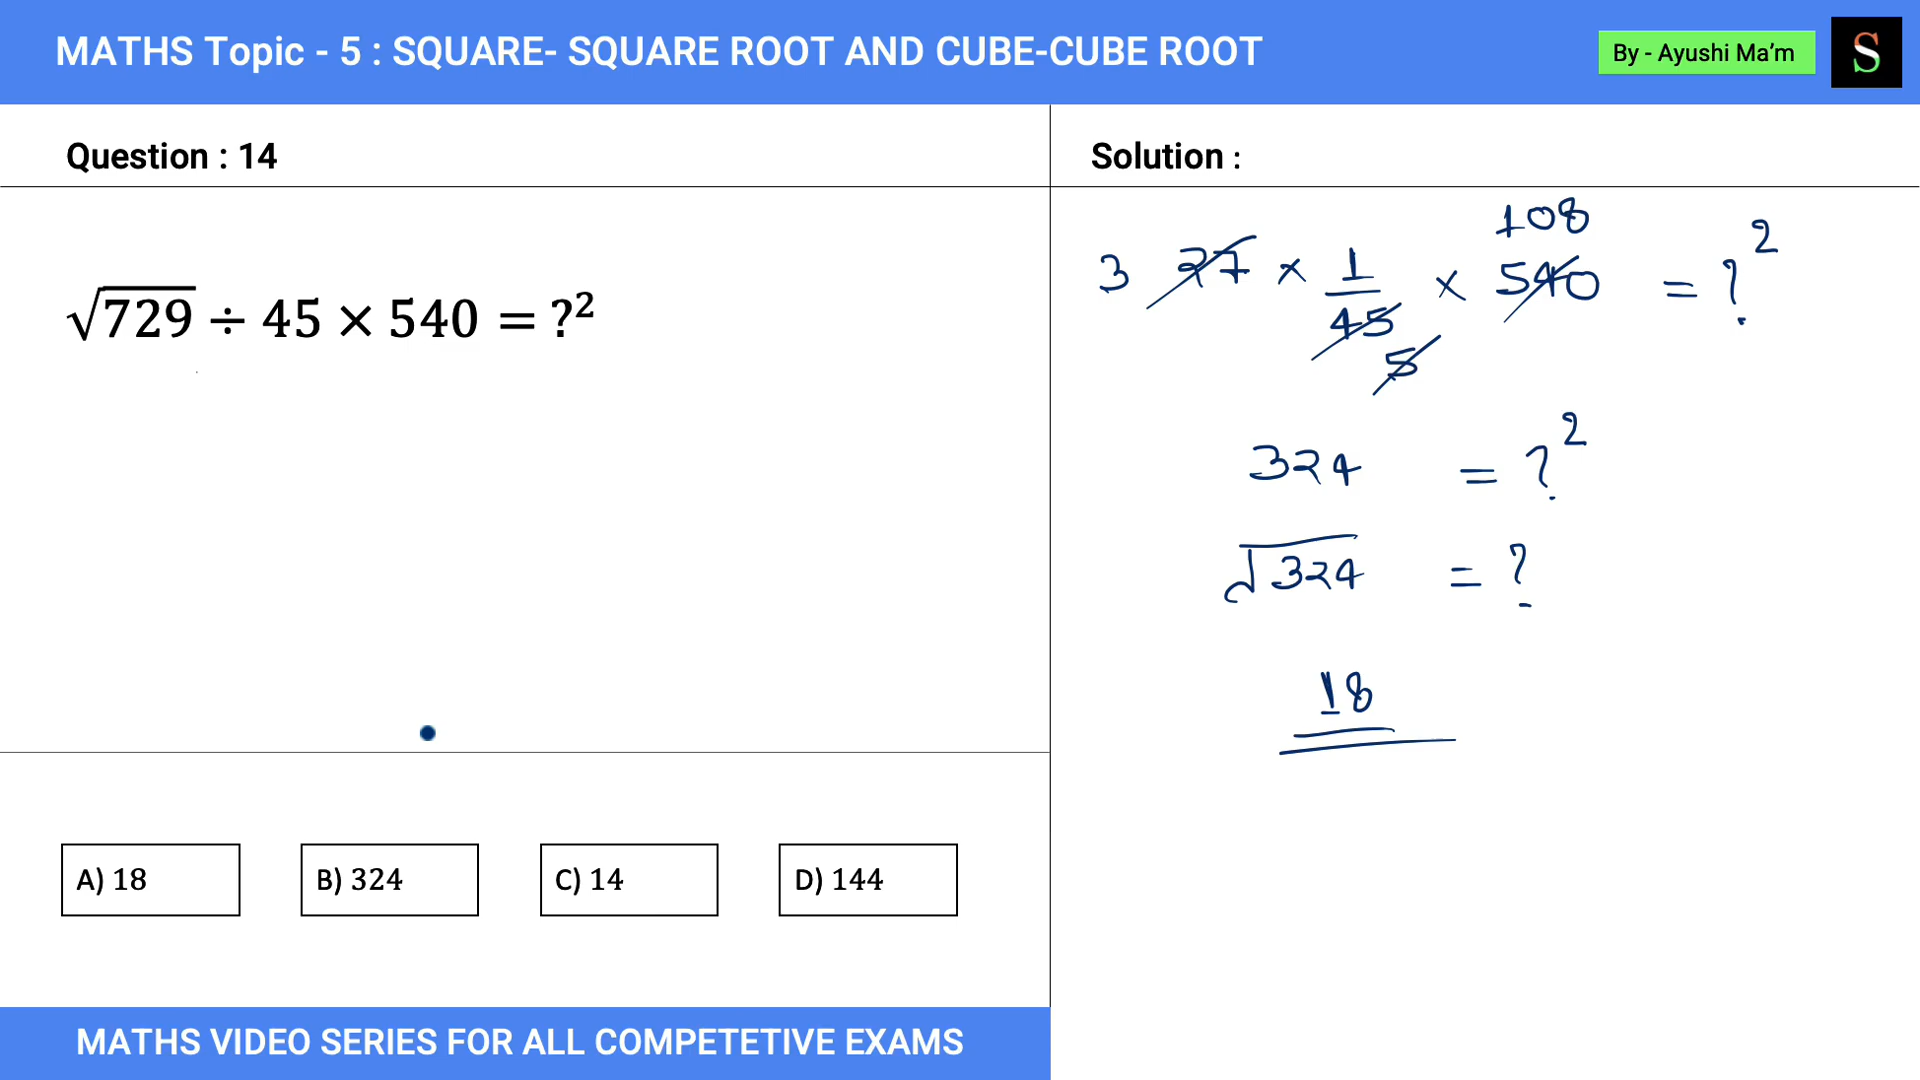 MATHS Topic - 5 : SQUARE- SQUARE ROOT AND CUBE-CUBE ROOT
By - Ayushi Ma’m
S
Question : 14
√729 ÷ 45 × 540 = ?²
A) 18
B) 324
C) 14
D) 144
MATHS VIDEO SERIES FOR ALL COMPETETIVE EXAMS
Solution :
108
3 27 × 1/45 × 540 = ?²
5
324 = ?²
√324 = ?
18